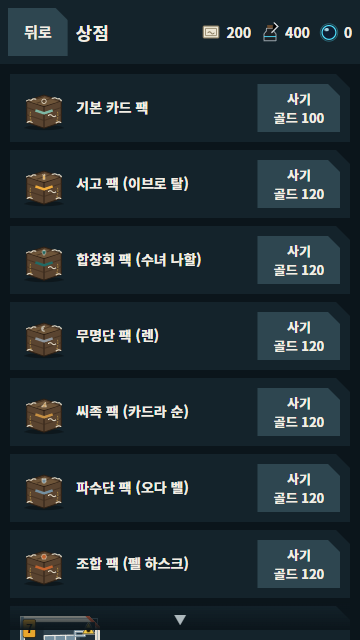 뒤로
상점
200
400
0
기본 카드 팩
사기
골드 100
서고 팩 (이브로 탈)
사기
골드 120
합창회 팩 (수녀 나할)
사기
골드 120
무명단 팩 (렌)
사기
골드 120
씨족 팩 (카드라 순)
사기
골드 120
파수단 팩 (오다 벨)
사기
골드 120
조합 팩 (펠 하스크)
사기
골드 120